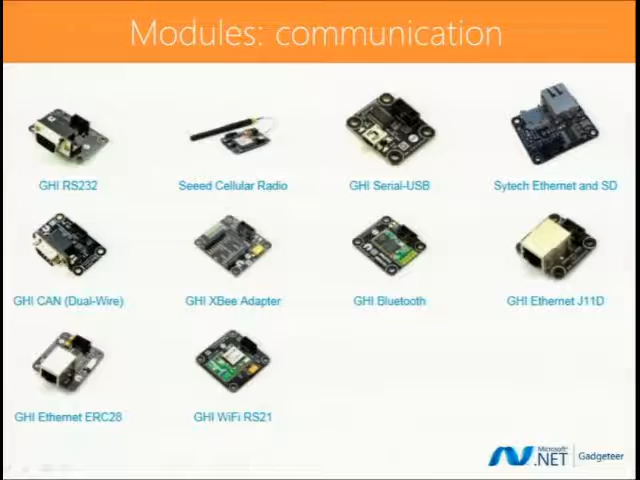 Modules: communication
GHI RS232
Seeed Cellular Radio
GHI Serial-USB
Sytech Ethernet and SD
GHI CAN (Dual-Wire)
GHI XBee Adapter
GHI Bluetooth
GHI Ethernet J11D
GHI Ethernet ERC28
GHI WiFi RS21
Microsoft
.NET
Gadgeteer